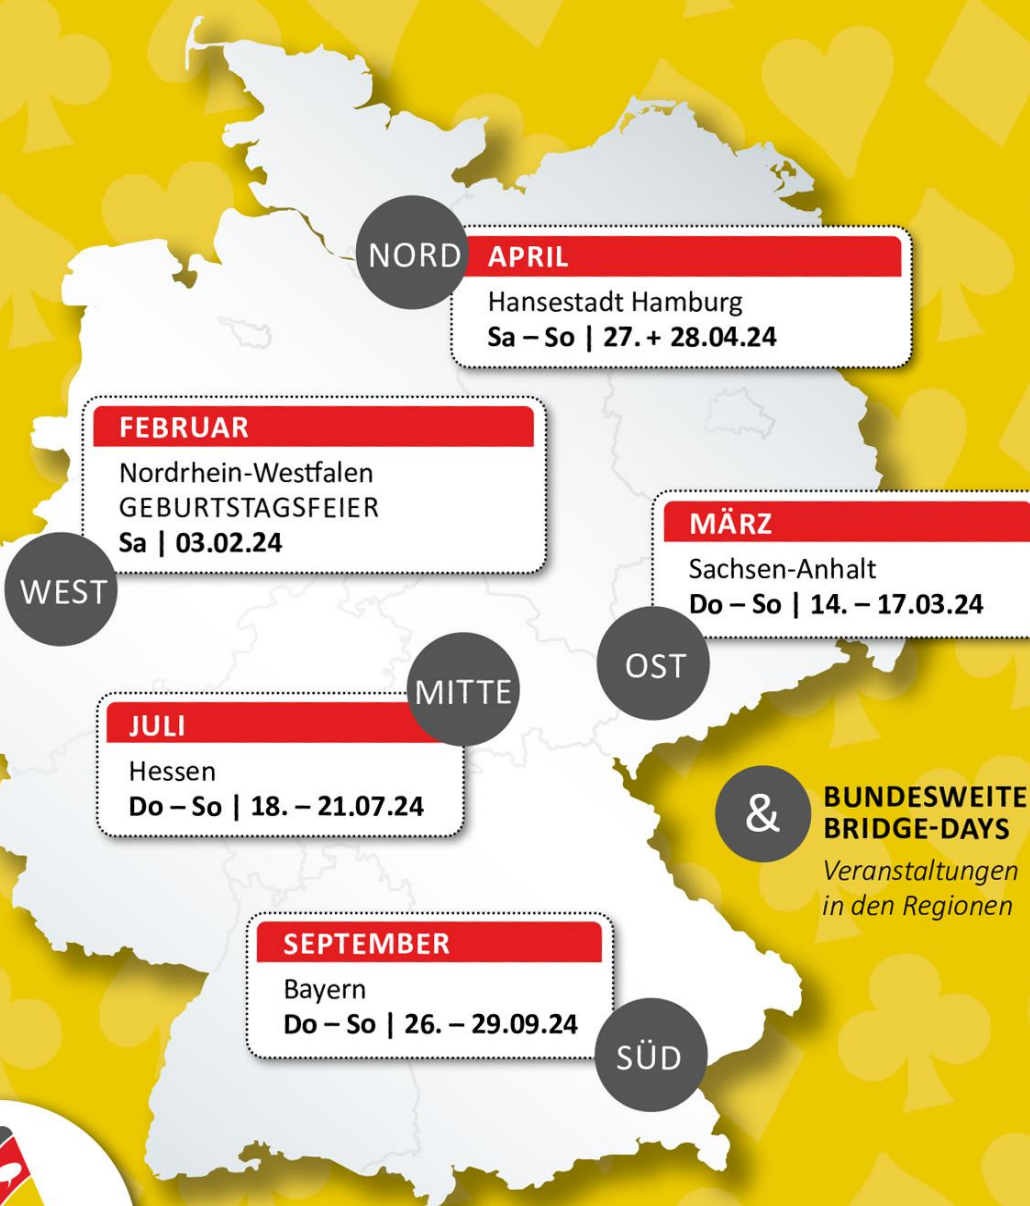 NORD
APRIL
Hansestadt Hamburg
Sa – So | 27. + 28.04.24
FEBRUAR
Nordrhein-Westfalen
GEBURTSTAGSFEIER
Sa | 03.02.24
WEST
MÄRZ
Sachsen-Anhalt
Do – So | 14. – 17.03.24
OST
MITTE
JULI
Hessen
Do – So | 18. – 21.07.24
&
BUNDESWEITE
BRIDGE-DAYS
Veranstaltungen
in den Regionen
SEPTEMBER
Bayern
Do – So | 26. – 29.09.24
SÜD